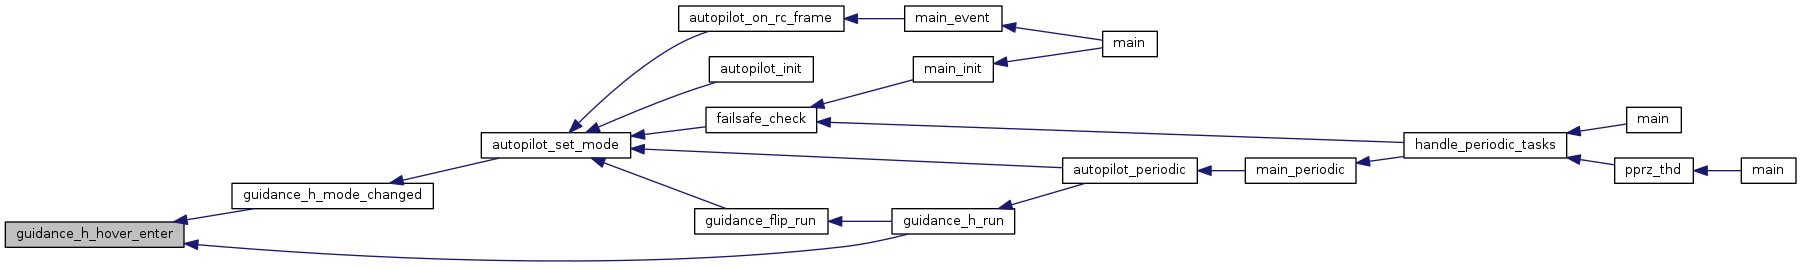 autopilot_on_rc_frame
main_event
main
autopilot_init
main_init
failsafe_check
main
autopilot_set_mode
handle_periodic_tasks
autopilot_periodic
main_periodic
pprz_thd
main
guidance_h_mode_changed
guidance_flip_run
guidance_h_run
guidance_h_hover_enter